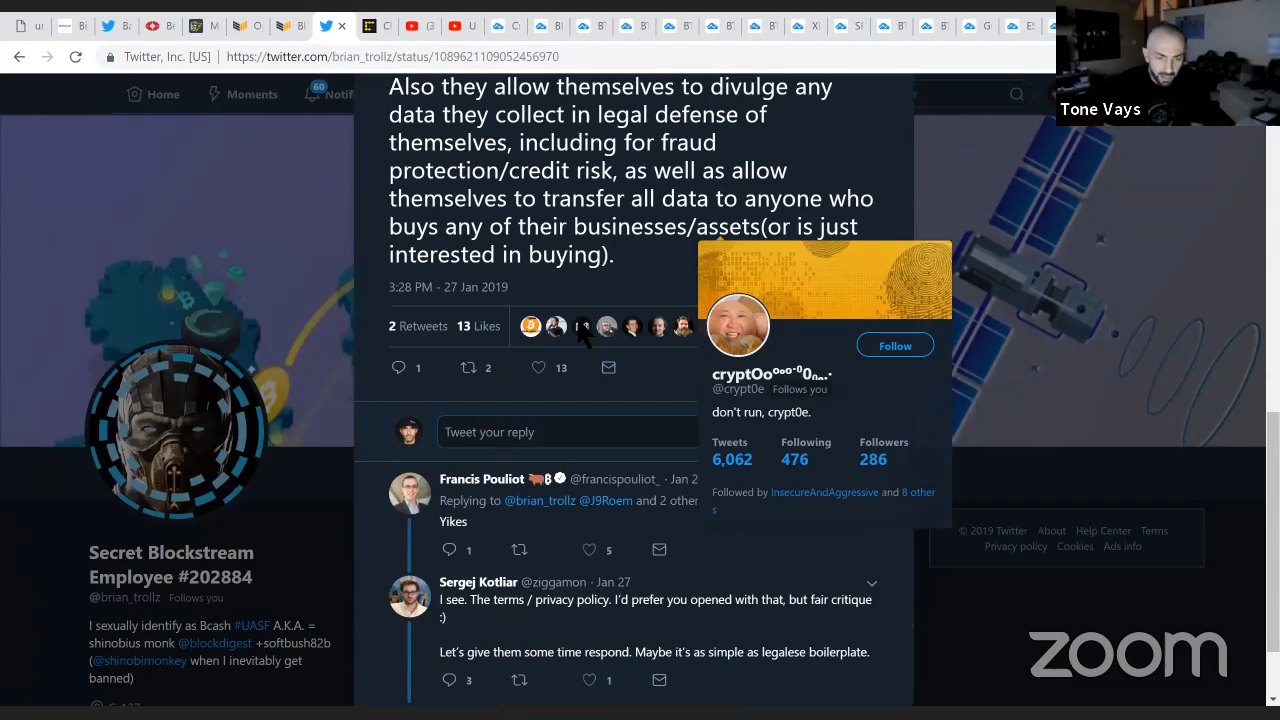 Twitter, Inc. [US]
https://twitter.com/brian_trollz/status/1089621109052456970
Tone Vays
Home
Moments
60
Notif
Also they allow themselves to divulge any
data they collect in legal defense of
themselves, including for fraud
protection/credit risk, as well as allow
themselves to transfer all data to anyone who
buys any of their businesses/assets(or is just
interested in buying).
3:28 PM - 27 Jan 2019
2 Retweets 13 Likes
1
2
13
Tweet your reply
Follow
@crypt0e Follows you
don't run, crypt0e.
Tweets Following Followers
6,062 476 286
Followed by InsecureAndAggressive and 8 other
s
Francis Pouliot
@francispouliot_ · Jan 2
Replying to @brian_trollz @J9Roem and 2 other
Yikes
1
5
Sergej Kotliar @ziggamon · Jan 27
I see. The terms / privacy policy. I'd prefer you opened with that, but fair critique
:)
Let's give them some time respond. Maybe it's as simple as legalese boilerplate.
3
1
Secret Blockstream
Employee #202884
@brian_trollz Follows you
I sexually identify as Bcash #UASF A.K.A. =
shinobius monk @blockdigest +softbush82b
(@shinobimonkey when I inevitably get
banned)
© 2019 Twitter About Help Center Terms
Privacy policy Cookies Ads info
zoom